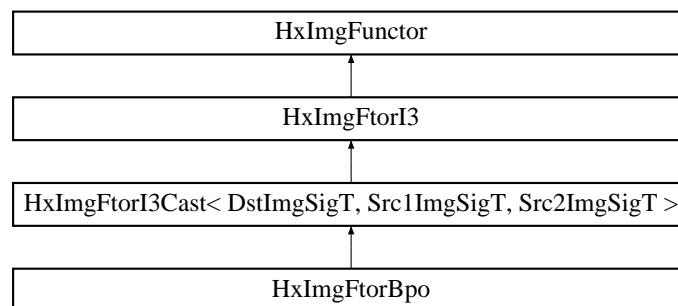 HxImgFunctor
HxImgFtorI3
HxImgFtorI3Cast< DstImgSigT, Src1ImgSigT, Src2ImgSigT >
HxImgFtorBpo